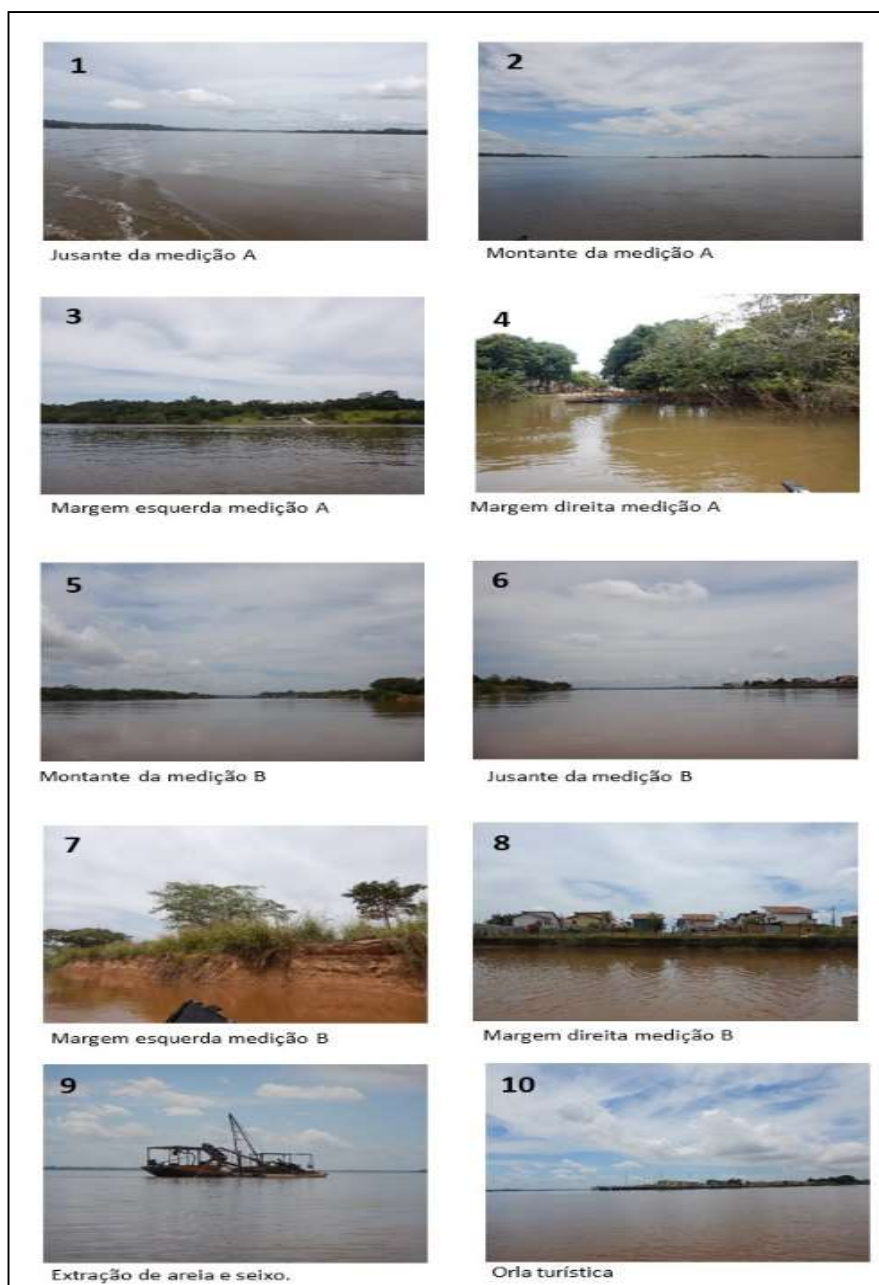 1
2
Jusante da medição A
Montante da medição A
3
4
Margem esquerda medição A
Margem direita medição A
5
6
Montante da medição B
Jusante da medição B
7
8
Margem esquerda medição B
Margem direita medição B
9
10
Extração de areia e seixo.
Orla turística